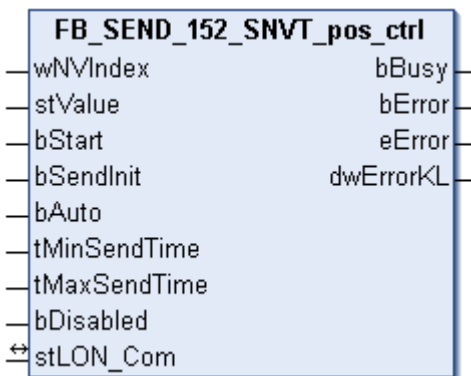 FB_SEND_152_SNVT_pos_ctrl
wNVIndex bBusy
stValue bError
bStart eError
bSendInit dwErrorKL
bAuto
tMinSendTime
tMaxSendTime
bDisabled
stLON_Com